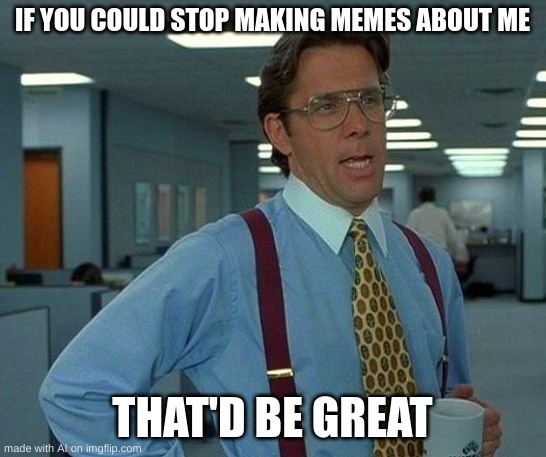 IF YOU COULD STOP MAKING MEMES ABOUT ME
THAT'D BE GREAT
made with AI on imgflip.com